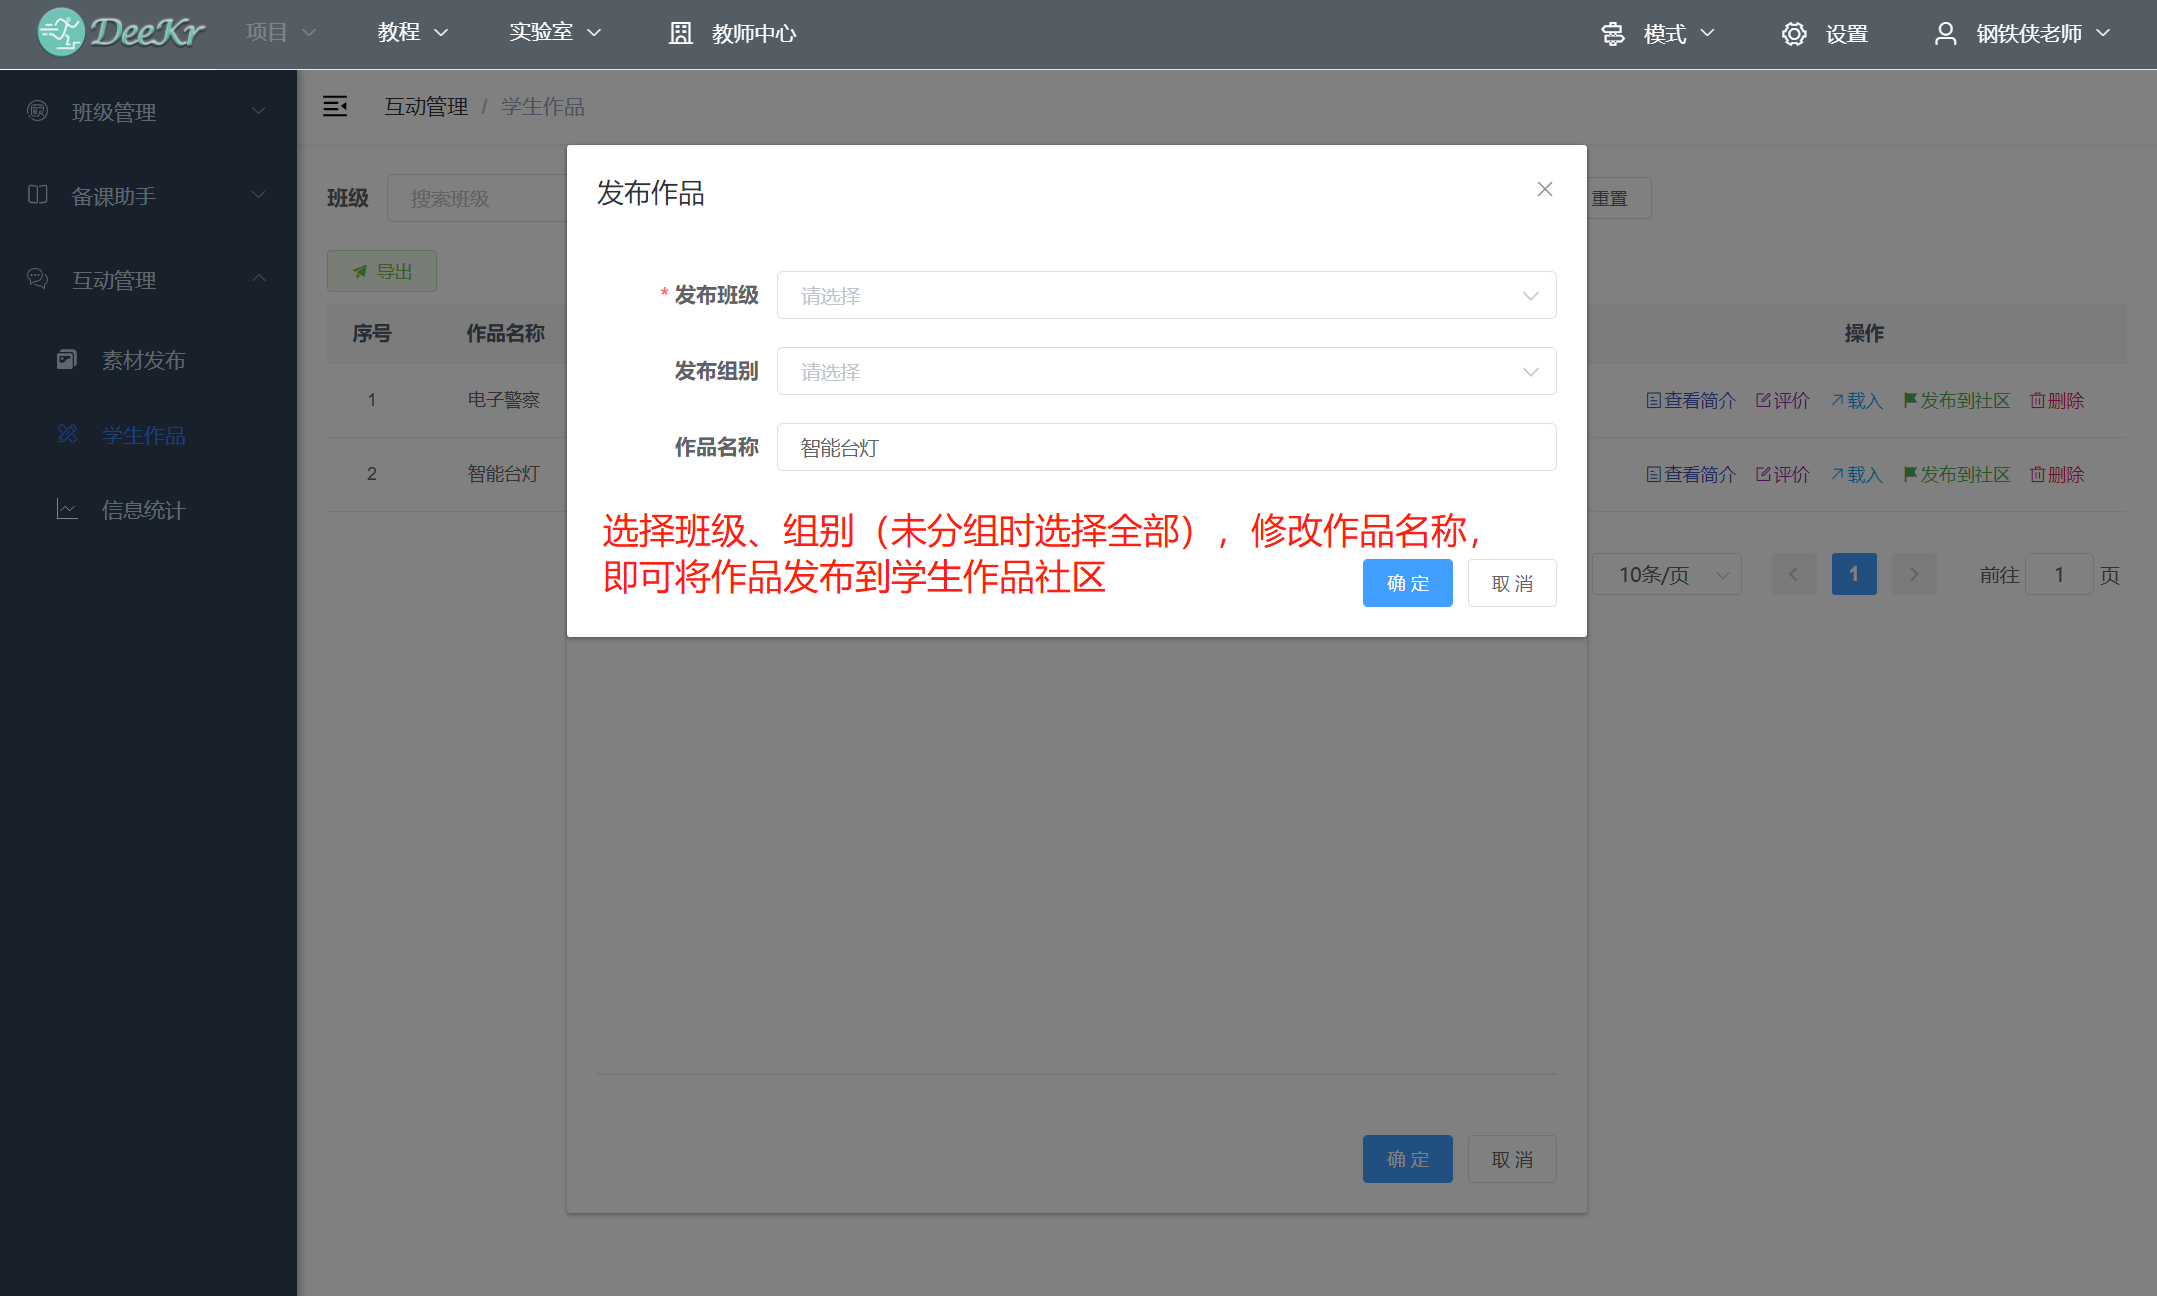 DeeKr 项目 教程 实验室 教师中心 模式 设置 钢铁侠老师
班级管理
备课助手
互动管理
素材发布
学生作品
信息统计
互动管理 / 学生作品
班级 搜索班级 重置
导出
序号 作品名称 操作
1 电子警察 查看简介 评价 载入 发布到社区 删除
2 智能台灯 查看简介 评价 载入 发布到社区 删除
10条/页 1 前往 1 页
发布作品
* 发布班级 请选择
发布组别 请选择
作品名称 智能台灯
选择班级、组别（未分组时选择全部），修改作品名称，
即可将作品发布到学生作品社区
确 定 取 消
确 定 取 消